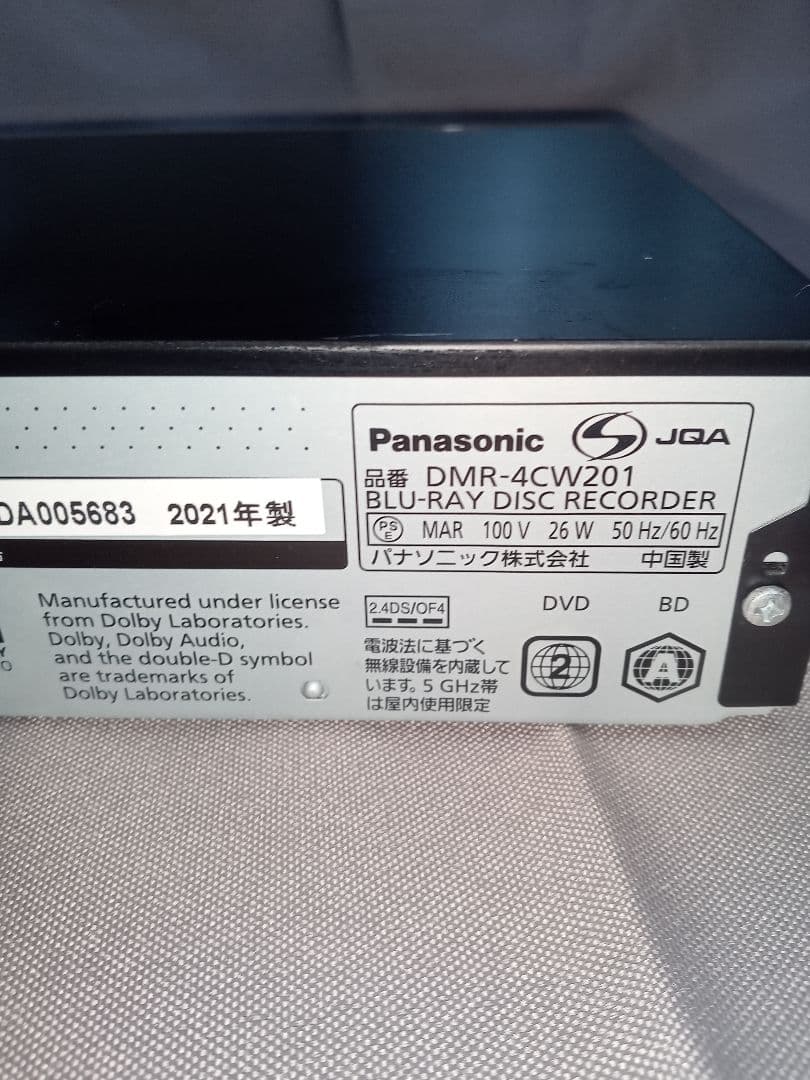 Panasonic JQA
品番 DMR-4CW201
BLU-RAY DISC RECORDER
PS E MAR 100 V 26 W 50 Hz/60 Hz
パナソニック株式会社 中国製
DA005683 2021年製
Manufactured under license
from Dolby Laboratories.
Dolby, Dolby Audio,
and the double-D symbol
are trademarks of
Dolby Laboratories.
2.4DS/OF4
電波法に基づく
無線設備を内蔵して
います。5 GHz帯
は屋内使用限定
DVD
2
BD
A